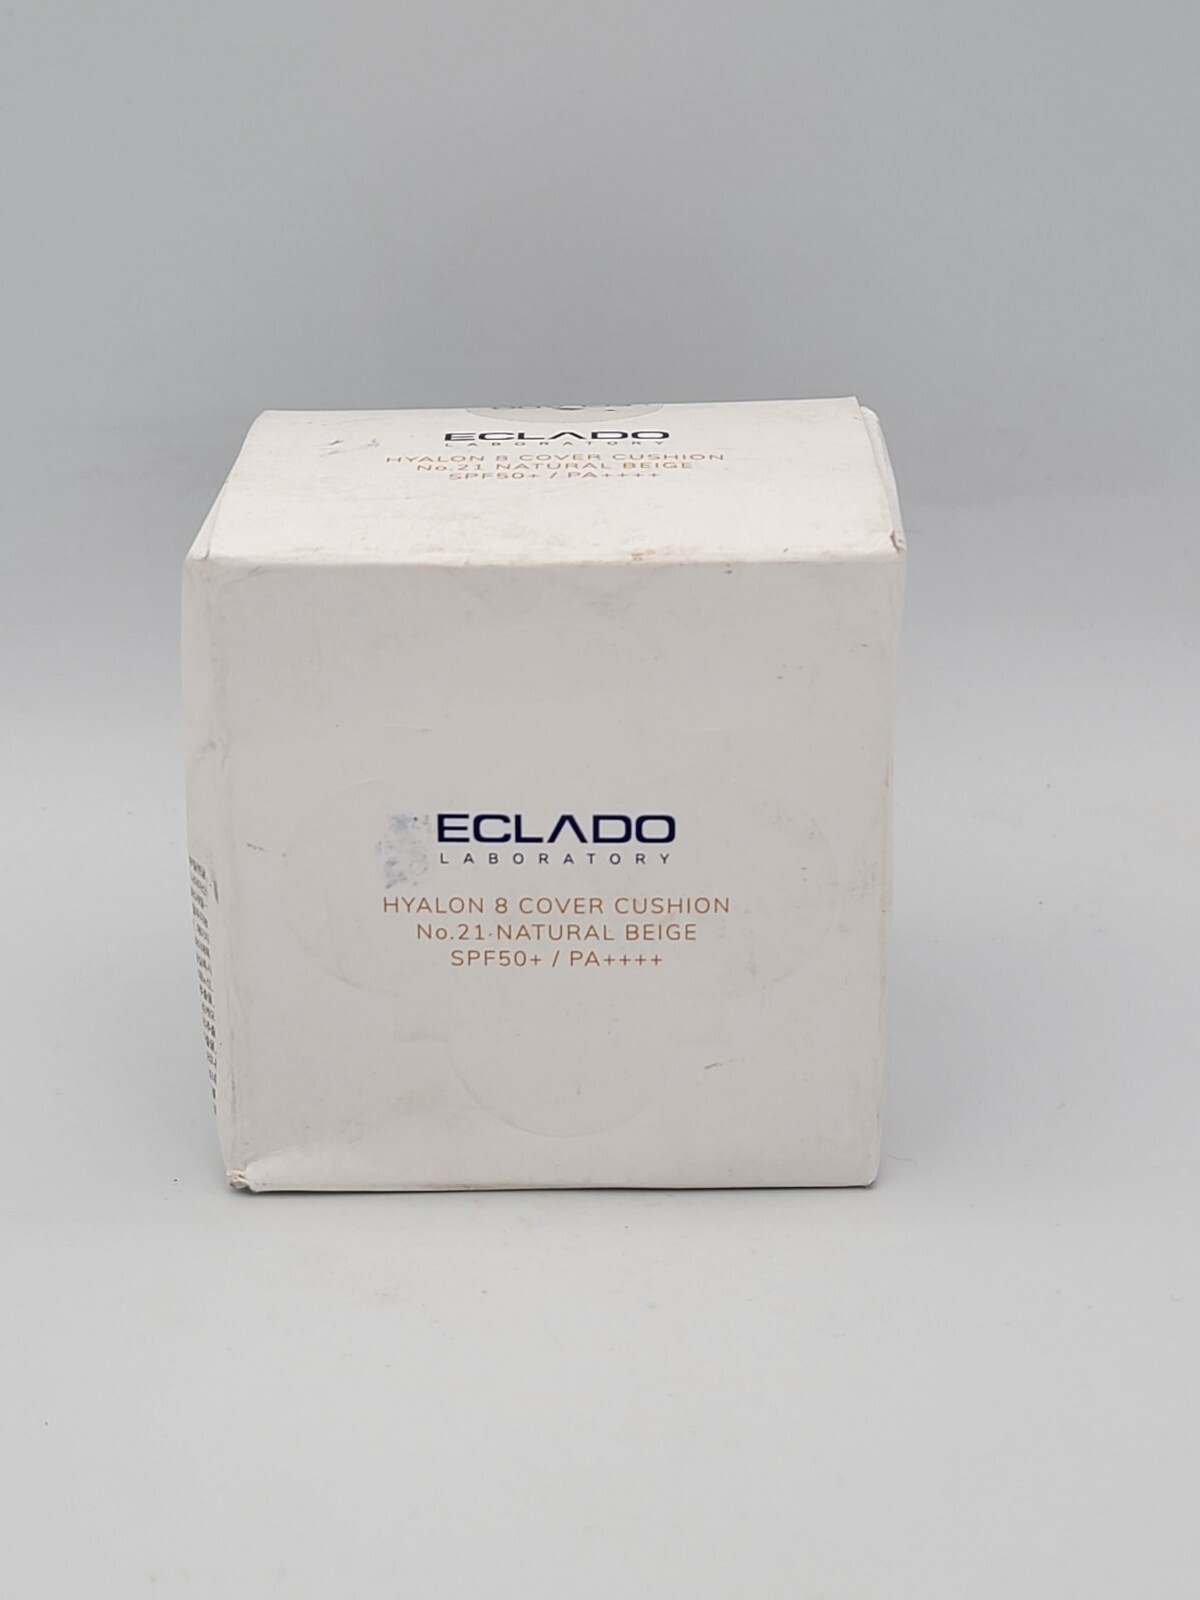 ECLADO
LABORATORY
HYALON 8 COVER CUSHION
No.21 NATURAL BEIGE
SPF50+ / PA++++
ECLADO
LABORATORY
HYALON 8 COVER CUSHION
No.21 NATURAL BEIGE
SPF50+ / PA++++